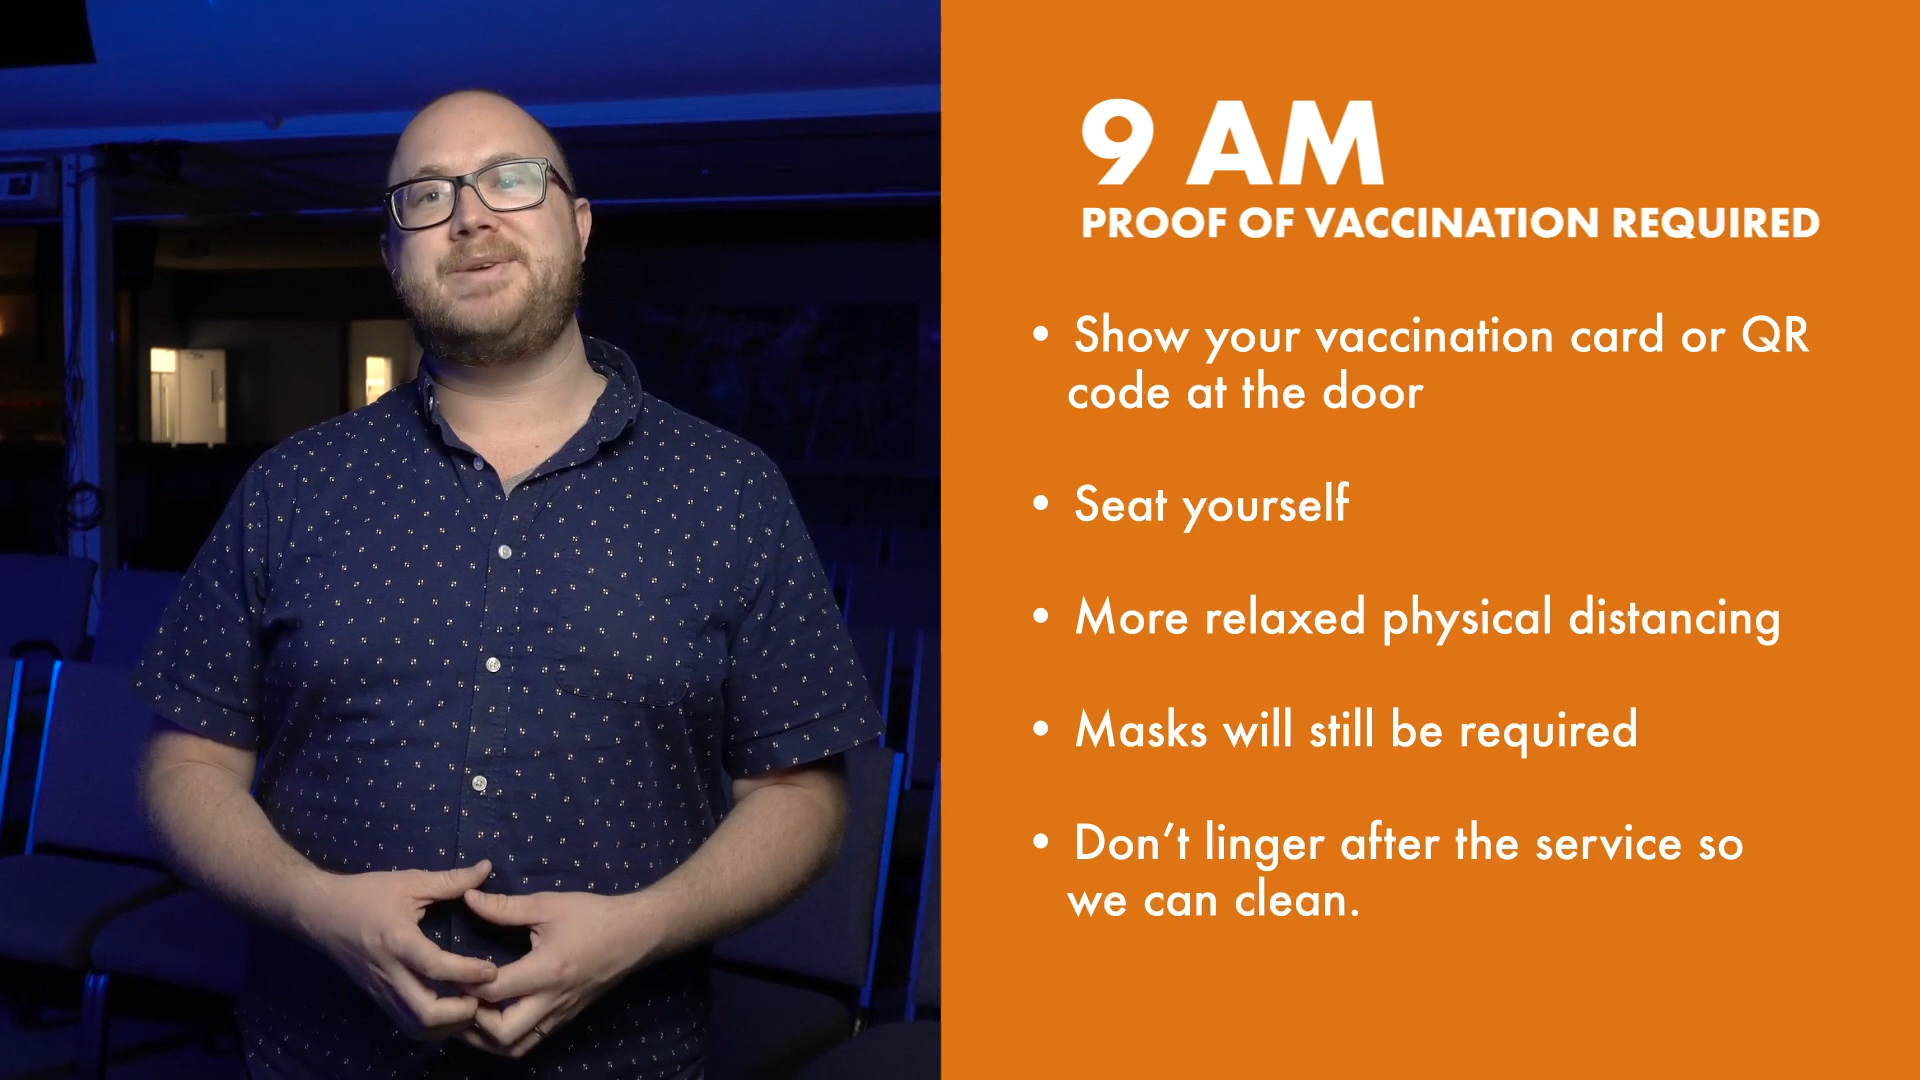 9 AM
PROOF OF VACCINATION REQUIRED
• Show your vaccination card or QR
code at the door
• Seat yourself
• More relaxed physical distancing
• Masks will still be required
• Don’t linger after the service so
we can clean.